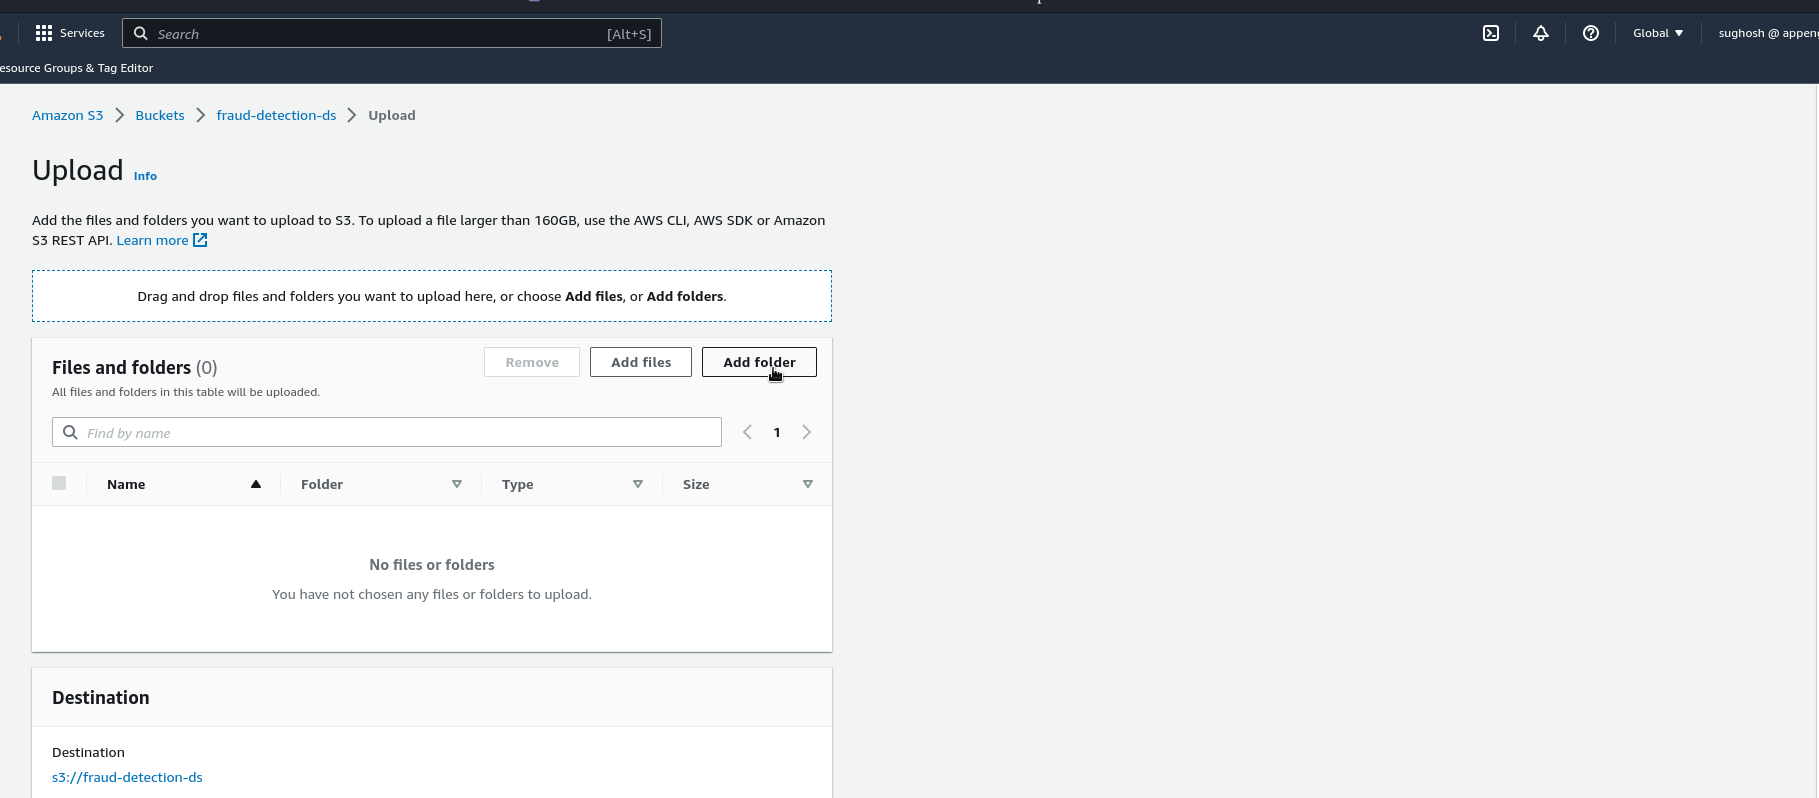 Services
Search
[Alt+S]
Global
sughosh @ appen
esource Groups & Tag Editor
Amazon S3 > Buckets > fraud-detection-ds > Upload
Upload Info
Add the files and folders you want to upload to S3. To upload a file larger than 160GB, use the AWS CLI, AWS SDK or Amazon
S3 REST API. Learn more
Drag and drop files and folders you want to upload here, or choose Add files, or Add folders.
Files and folders (0)
Remove
Add files
Add folder
All files and folders in this table will be uploaded.
Find by name
1
Name
Folder
Type
Size
No files or folders
You have not chosen any files or folders to upload.
Destination
Destination
s3://fraud-detection-ds